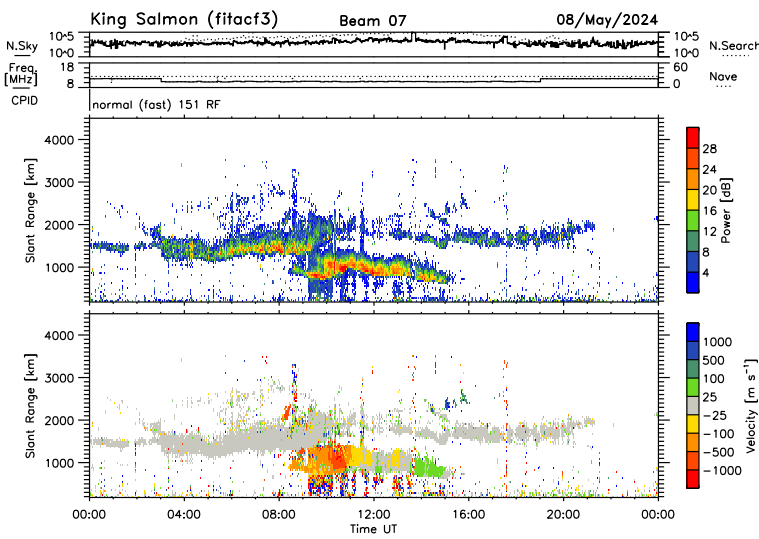 King Salmon (fitacf3) Beam 07 08/May/2024
N.Sky 10^5 10^0 10^5 10^0 N.Search
Freq. [MHz] 18 8 60 0 Nave
CPID normal (fast) 151 RF
4000
3000
2000
1000
Slant Range [km]
28
24
20
16
12
8
4
Power [dB]
4000
3000
2000
1000
Slant Range [km]
1000
500
100
25
-25
-100
-500
-1000
Velocity [m s⁻¹]
00:00 04:00 08:00 12:00 16:00 20:00 00:00
Time UT